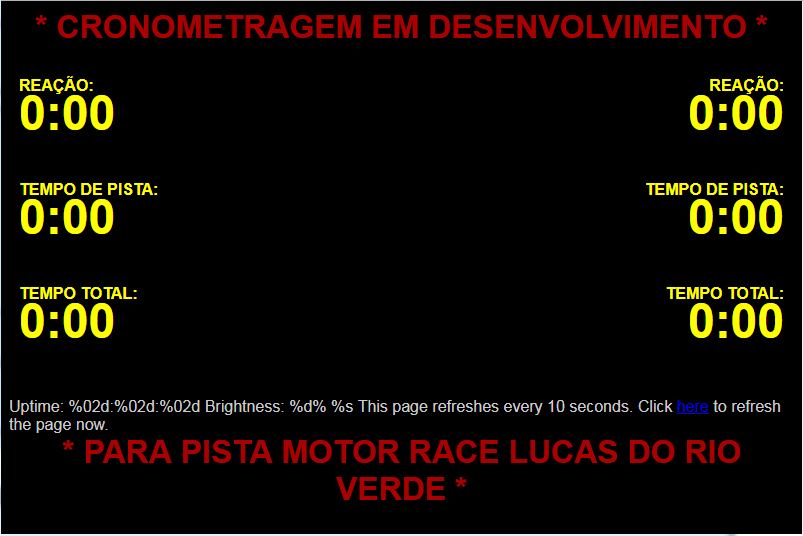 * CRONOMETRAGEM EM DESENVOLVIMENTO *
REAÇÃO: REAÇÃO:
0:00 0:00
TEMPO DE PISTA: TEMPO DE PISTA:
0:00 0:00
TEMPO TOTAL: TEMPO TOTAL:
0:00 0:00
Uptime: %02d:%02d:%02d Brightness: %d% %s This page refreshes every 10 seconds. Click here to refresh
the page now.
* PARA PISTA MOTOR RACE LUCAS DO RIO
VERDE *